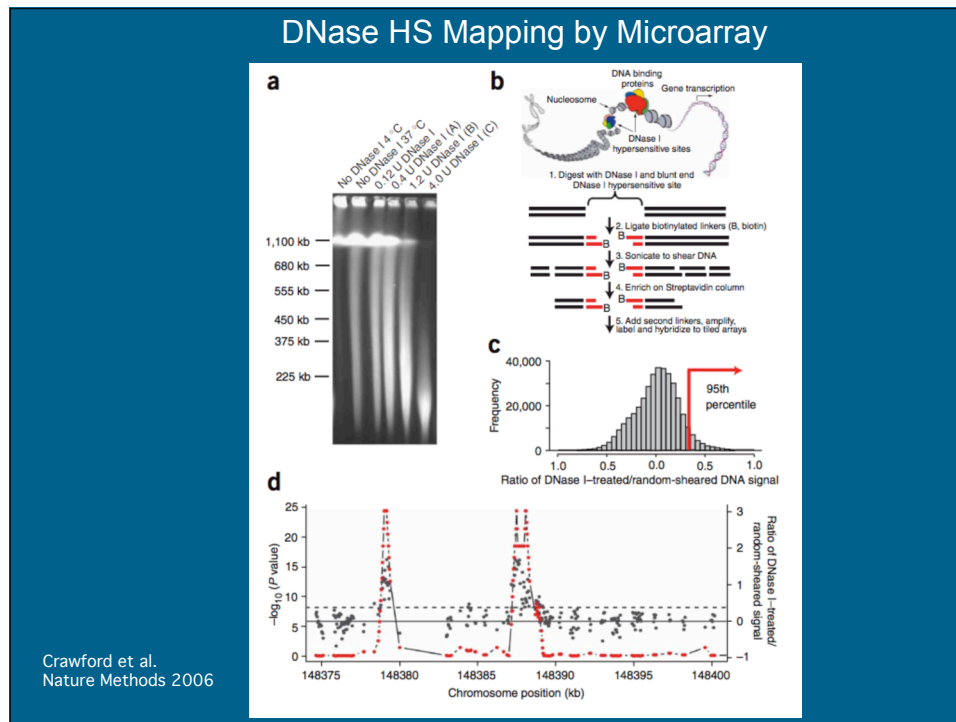 DNase HS Mapping by Microarray
a
No DNase I 4 °C
No DNase I 37 °C
0.12 U DNase I
0.4 U DNase I (A)
1.2 U DNase I (B)
4.0 U DNase I (C)
1,100 kb
680 kb
555 kb
450 kb
375 kb
225 kb
b
DNA binding
proteins
Gene transcription
Nucleosome
DNase I
hypersensitive sites
1. Digest with DNase I and blunt end
DNase I hypersensitive site
2. Ligate biotinylated linkers (B, biotin)
B
B
3. Sonicate to shear DNA
B
B
4. Enrich on Streptavidin column
B
B
5. Add second linkers, amplify,
label and hybridize to tiled arrays
c
40,000
20,000
0
Frequency
95th
percentile
1.0 0.5 0.0 0.5 1.0
Ratio of DNase I–treated/random-sheared DNA signal
d
25
20
15
10
5
0
–log10 (P value)
3
2
1
0
–1
Ratio of DNase I–treated/
random-sheared signal
148375 148380 148385 148390 148395 148400
Chromosome position (kb)
Crawford et al.
Nature Methods 2006